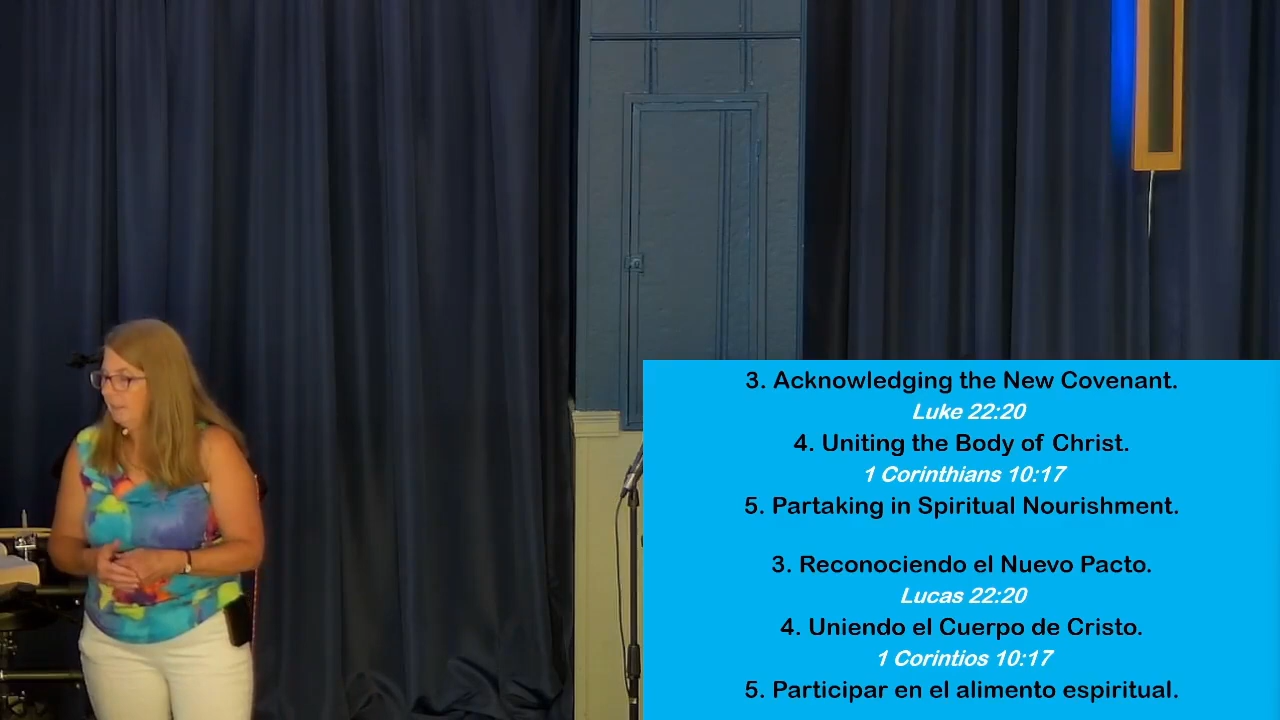 3. Acknowledging the New Covenant.
Luke 22:20
4. Uniting the Body of Christ.
1 Corinthians 10:17
5. Partaking in Spiritual Nourishment.
3. Reconociendo el Nuevo Pacto.
Lucas 22:20
4. Uniendo el Cuerpo de Cristo.
1 Corintios 10:17
5. Participar en el alimento espiritual.